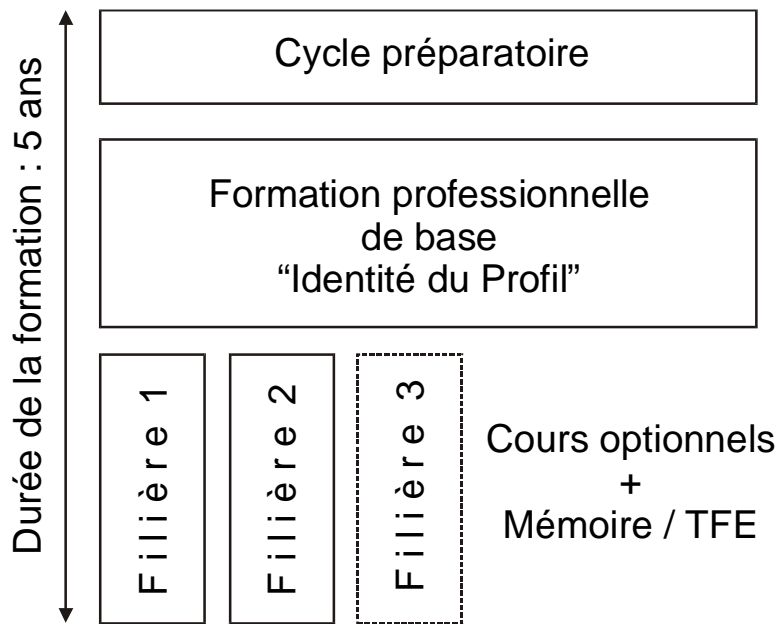 Durée de la formation : 5 ans
Cycle préparatoire
Formation professionnelle
de base
“Identité du Profil”
Filière 1
Filière 2
Filière 3
Cours optionnels
+
Mémoire / TFE